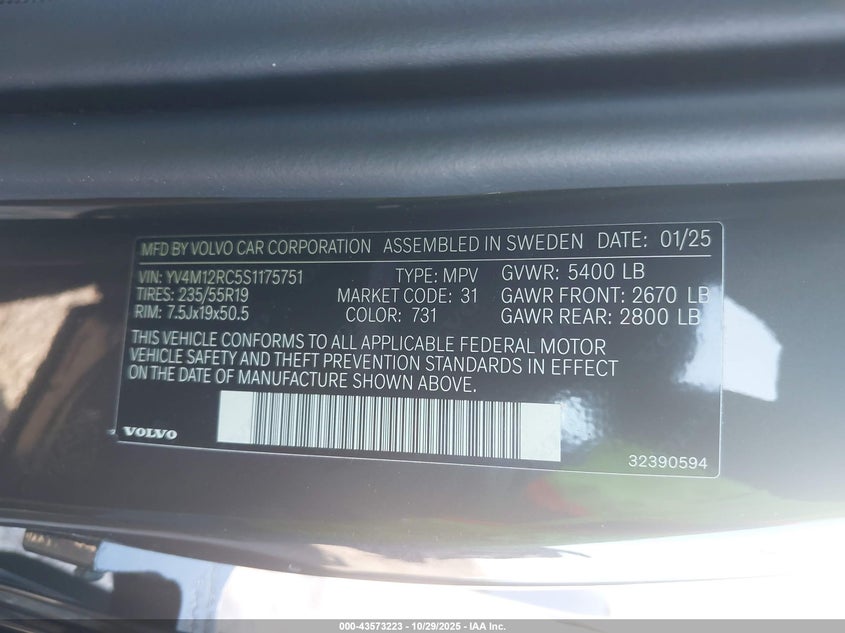 MFD BY VOLVO CAR CORPORATION ASSEMBLED IN SWEDEN DATE: 01/25
VIN: YV4M12RC5S1175751 TYPE: MPV GVWR: 5400 LB
TIRES: 235/55R19 MARKET CODE: 31 GAWR FRONT: 2670 LB
RIM: 7.5Jx19x50.5 COLOR: 731 GAWR REAR: 2800 LB
THIS VEHICLE CONFORMS TO ALL APPLICABLE FEDERAL MOTOR
VEHICLE SAFETY AND THEFT PREVENTION STANDARDS IN EFFECT
ON THE DATE OF MANUFACTURE SHOWN ABOVE.
VOLVO
32390594
000-43573223 - 10/29/2025 - IAA Inc.